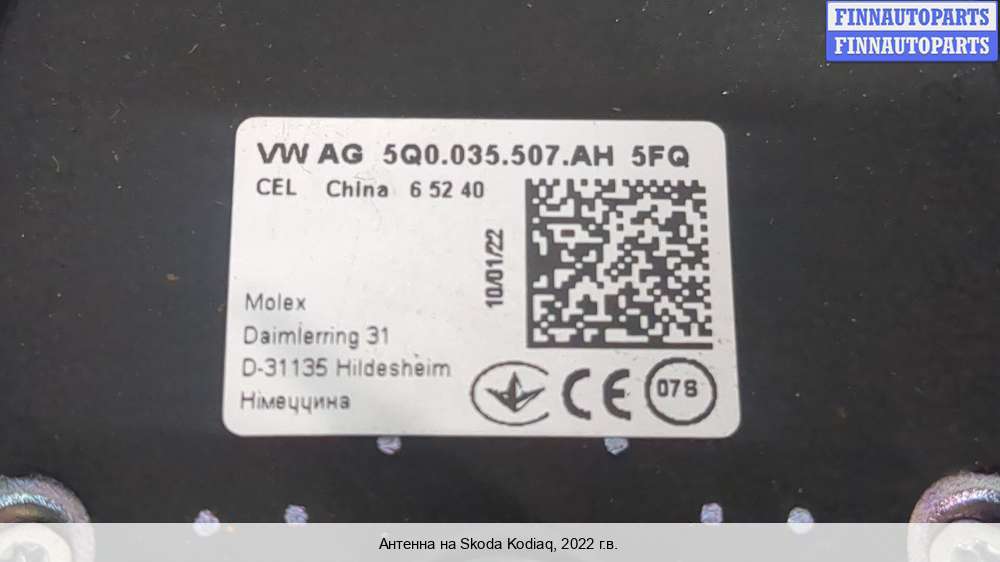 FINNAUTOPARTS
FINNAUTOPARTS
VW AG 5Q0.035.507.AH 5FQ
CEL China 6 52 40
10/01/22
Molex
Daimlerring 31
D-31135 Hildesheim
Німеччина
CE
078
Антенна на Skoda Kodiaq, 2022 г.в.